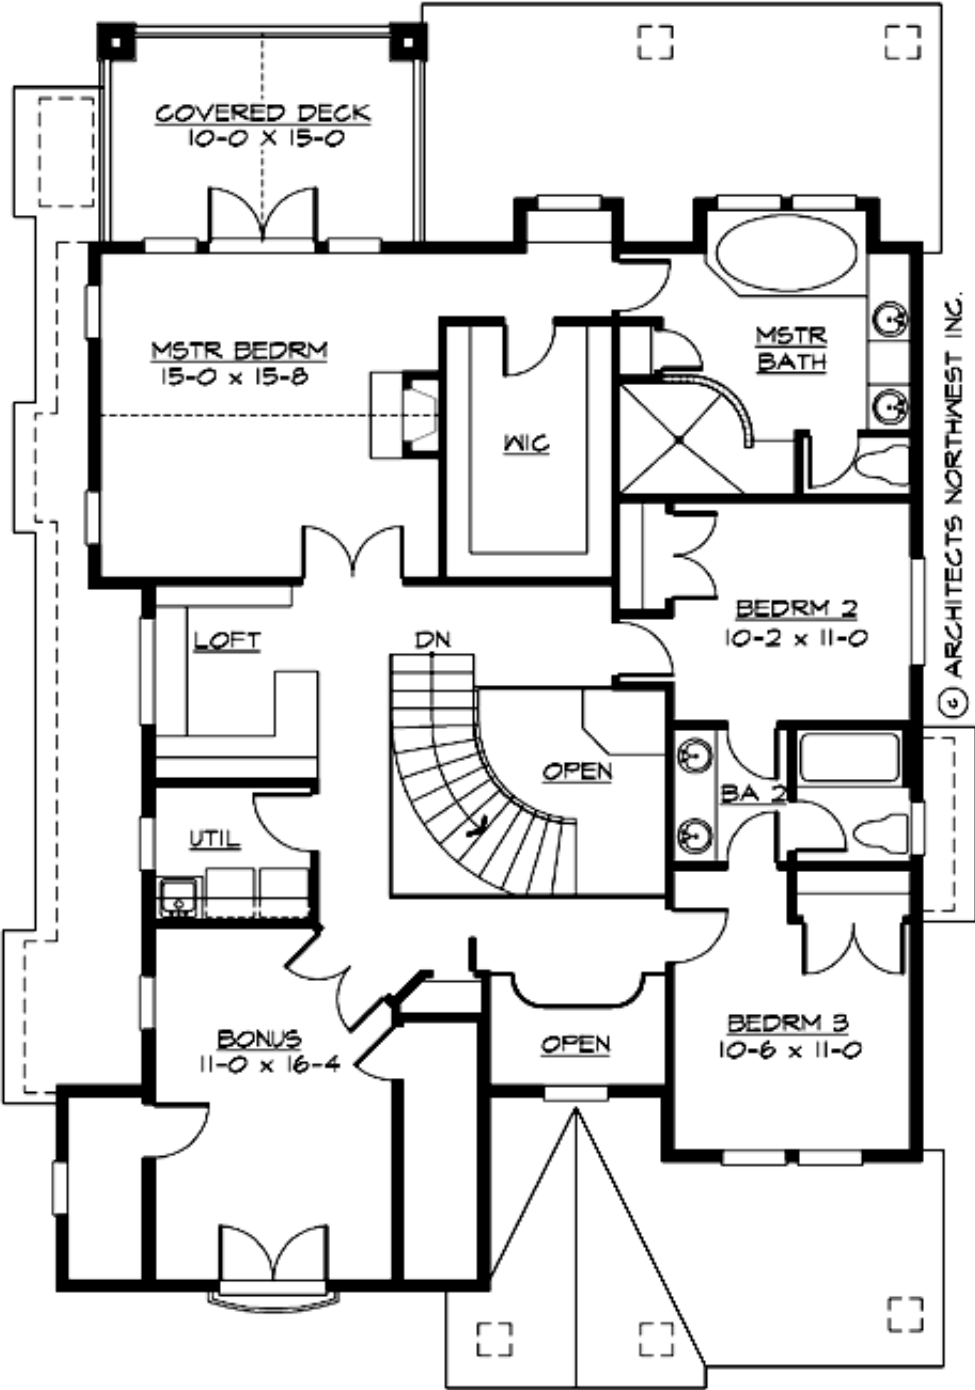 COVERED DECK
10-0 X 15-0
MSTR BEDRM
15-0 x 15-8
MSTR
BATH
WIC
BEDRM 2
10-2 x 11-0
LOFT
DN
OPEN
BA 2
UTIL
BONUS
11-0 x 16-4
OPEN
BEDRM 3
10-6 x 11-0
© ARCHITECTS NORTHWEST INC.